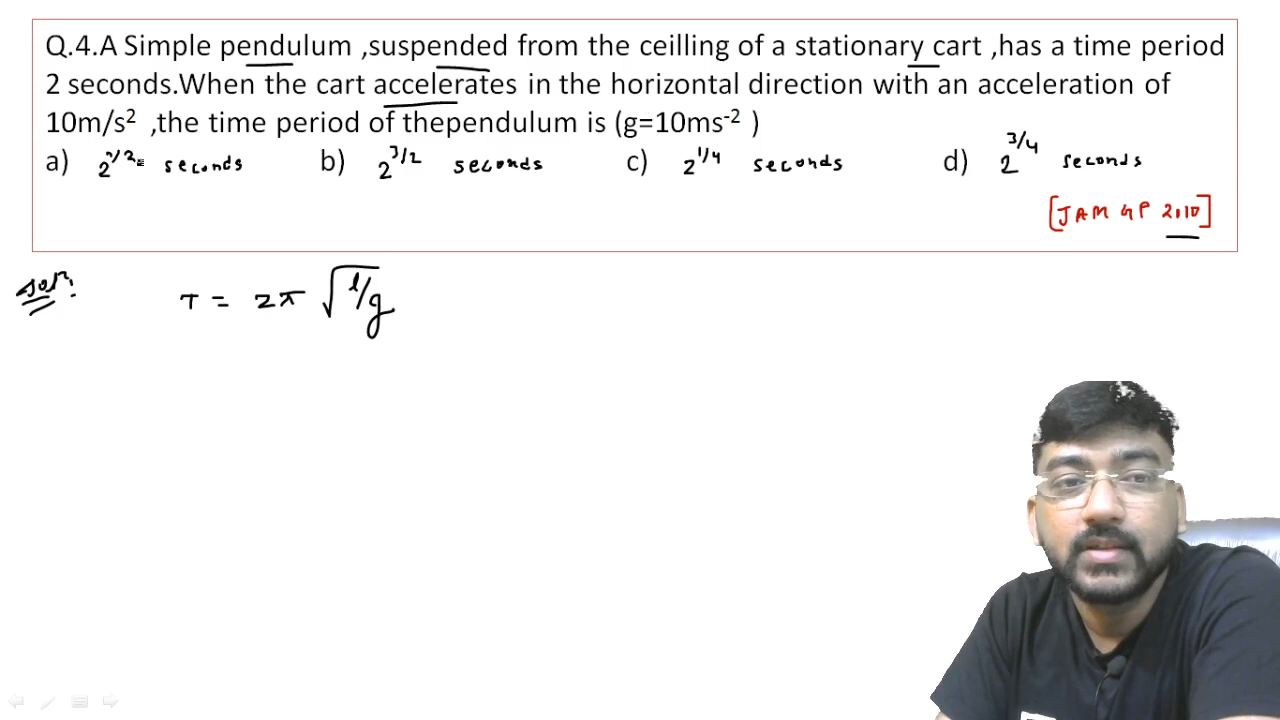 Q.4.A Simple pendulum ,suspended from the ceilling of a stationary cart ,has a time period
2 seconds.When the cart accelerates in the horizontal direction with an acceleration of
10m/s² ,the time period of thependulum is (g=10ms⁻² )
a) 2^2/2 seconds b) 2^3/2 seconds c) 2^1/4 seconds d) 2^3/4 seconds
[JAM GP 2010]
Solⁿ:
T = 2π √l/g